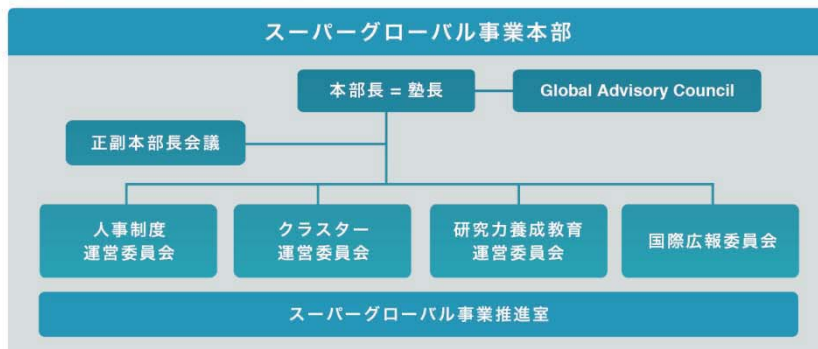 スーパーグローバル事業本部
本部長 = 塾長
Global Advisory Council
正副本部長会議
人事制度
運営委員会
クラスター
運営委員会
研究力養成教育
運営委員会
国際広報委員会
スーパーグローバル事業推進室